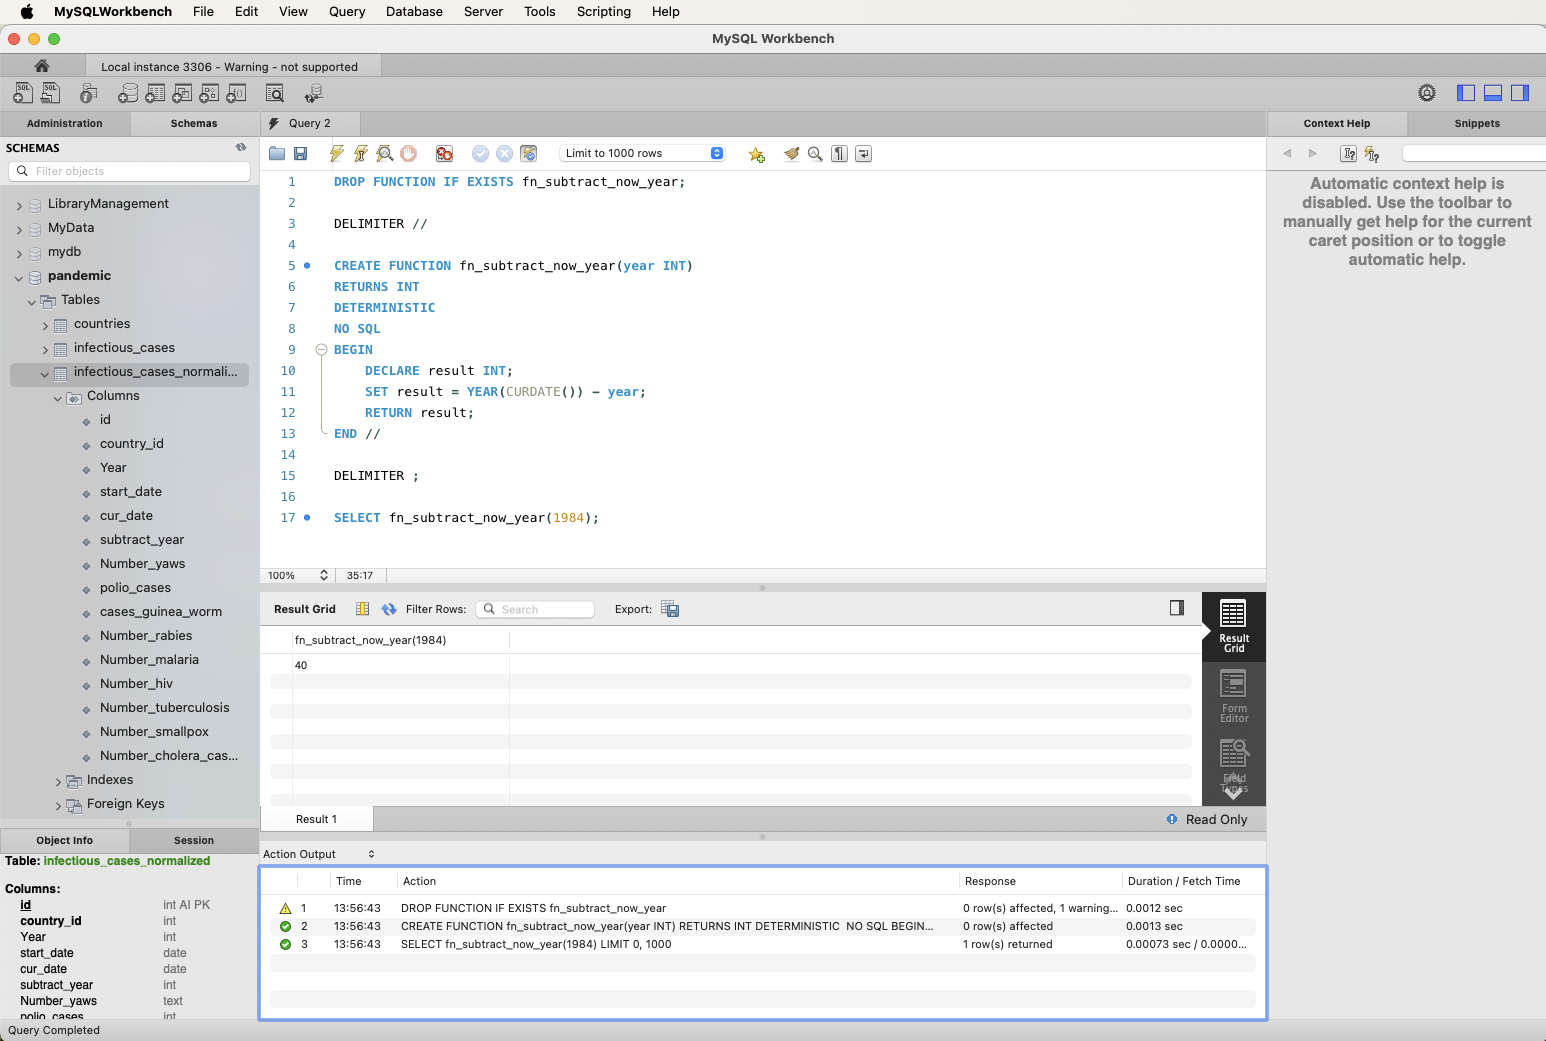 MySQLWorkbench File Edit View Query Database Server Tools Scripting Help
MySQL Workbench
Local instance 3306 - Warning - not supported
Administration Schemas
SCHEMAS
Filter objects
LibraryManagement
MyData
mydb
pandemic
Tables
countries
infectious_cases
infectious_cases_normali...
Columns
id
country_id
Year
start_date
cur_date
subtract_year
Number_yaws
polio_cases
cases_guinea_worm
Number_rabies
Number_malaria
Number_hiv
Number_tuberculosis
Number_smallpox
Number_cholera_cas...
Indexes
Foreign Keys
Object Info Session
Table: infectious_cases_normalized
Columns:
id int AI PK
country_id int
Year int
start_date date
cur_date date
subtract_year int
Number_yaws text
polio_cases int
Query Completed
Query 2
Limit to 1000 rows
1 DROP FUNCTION IF EXISTS fn_subtract_now_year;
2
3 DELIMITER //
4
5 CREATE FUNCTION fn_subtract_now_year(year INT)
6 RETURNS INT
7 DETERMINISTIC
8 NO SQL
9 BEGIN
10 DECLARE result INT;
11 SET result = YEAR(CURDATE()) - year;
12 RETURN result;
13 END //
14
15 DELIMITER ;
16
17 SELECT fn_subtract_now_year(1984);
100% 35:17
Result Grid Filter Rows: Search Export:
fn_subtract_now_year(1984)
40
Result Grid
Form Editor
Field Types
Result 1 Read Only
Action Output
Time Action Response Duration / Fetch Time
1 13:56:43 DROP FUNCTION IF EXISTS fn_subtract_now_year 0 row(s) affected, 1 warning... 0.0012 sec
2 13:56:43 CREATE FUNCTION fn_subtract_now_year(year INT) RETURNS INT DETERMINISTIC NO SQL BEGIN... 0 row(s) affected 0.0013 sec
3 13:56:43 SELECT fn_subtract_now_year(1984) LIMIT 0, 1000 1 row(s) returned 0.00073 sec / 0.0000...
Context Help Snippets
Automatic context help is
disabled. Use the toolbar to
manually get help for the current
caret position or to toggle
automatic help.